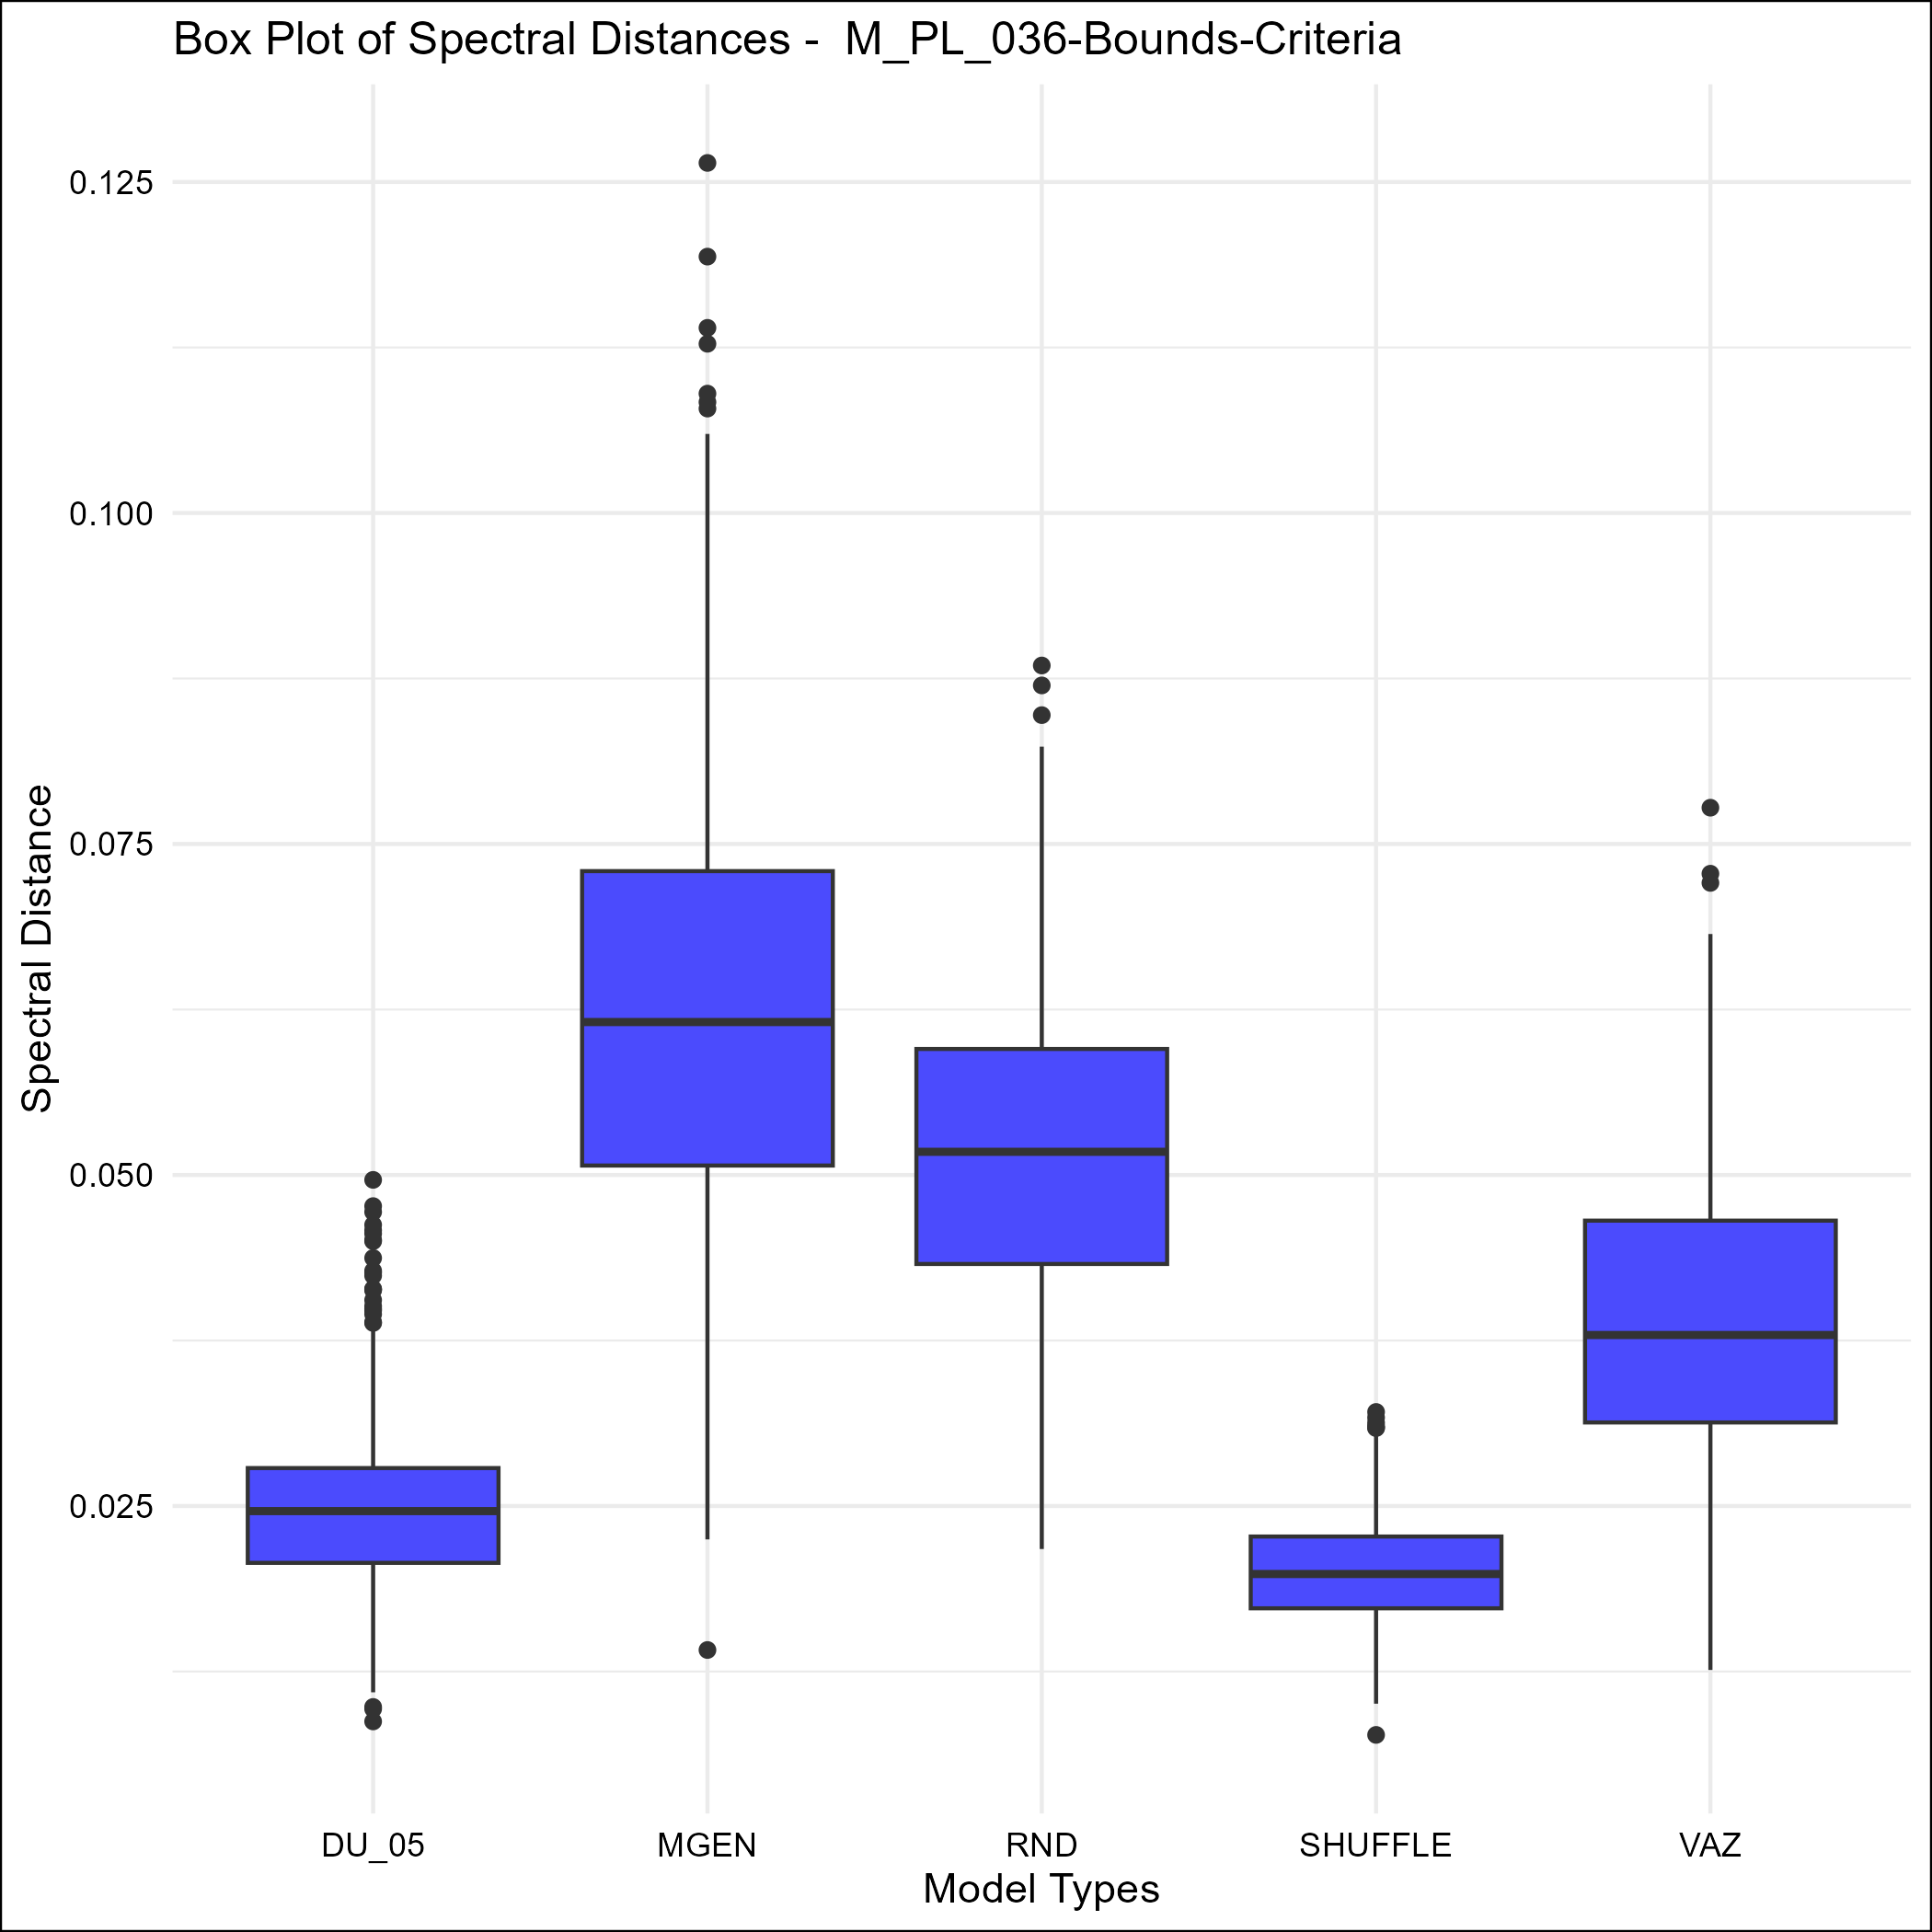 Box Plot of Spectral Distances -  M_PL_036-Bounds-Criteria
Spectral Distance
0.125
0.100
0.075
0.050
0.025
DU_05
MGEN
RND
SHUFFLE
VAZ
Model Types